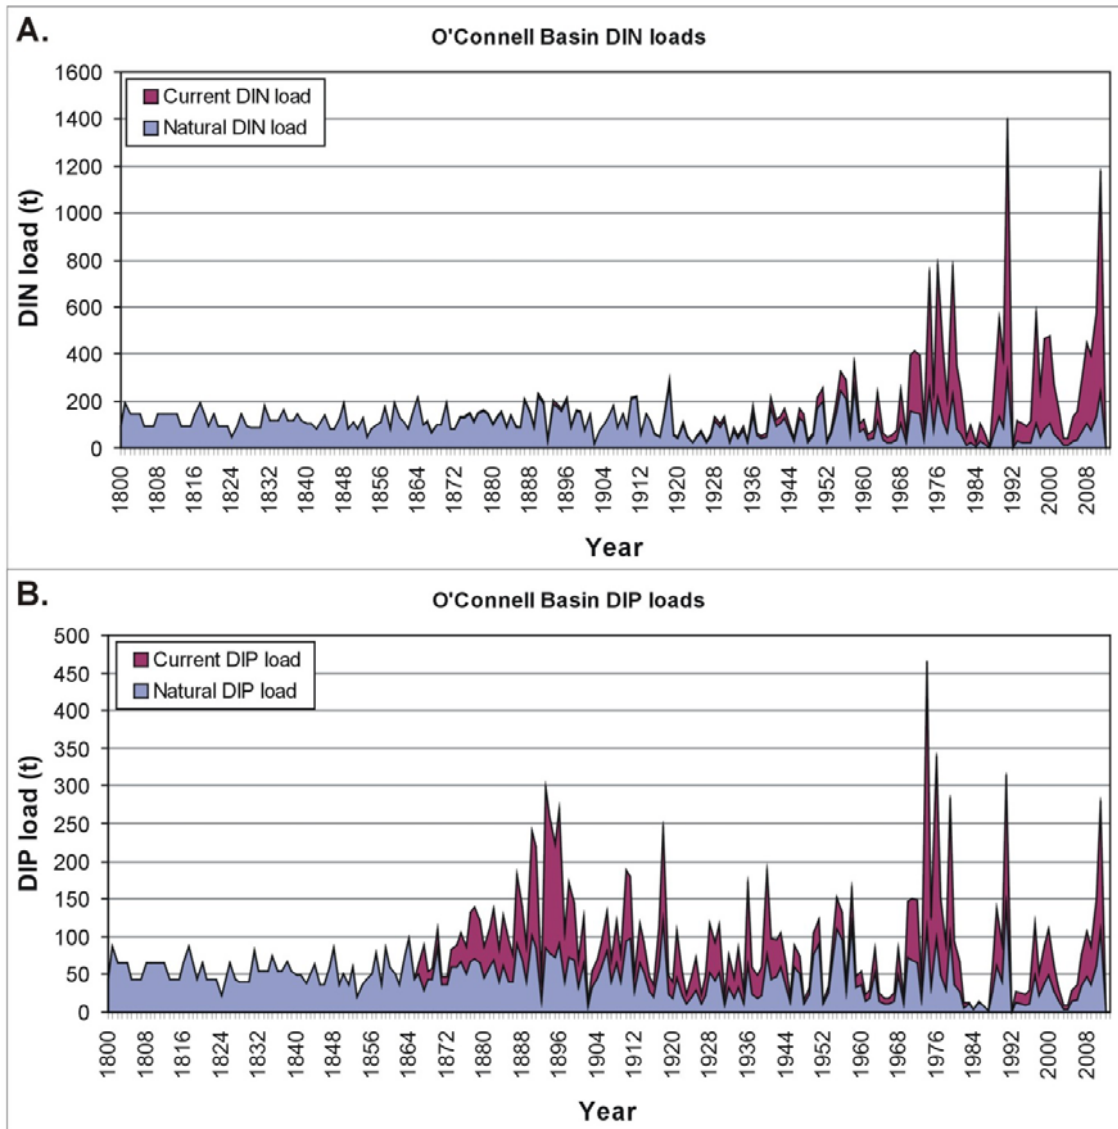 A.
O'Connell Basin DIN loads
1600
1400
1200
1000
800
600
400
200
0
DIN load (t)
Current DIN load
Natural DIN load
1800 1808 1816 1824 1832 1840 1848 1856 1864 1872 1880 1888 1896 1904 1912 1920 1928 1936 1944 1952 1960 1968 1976 1984 1992 2000 2008
Year
B.
O'Connell Basin DIP loads
500
450
400
350
300
250
200
150
100
50
0
DIP load (t)
Current DIP load
Natural DIP load
1800 1808 1816 1824 1832 1840 1848 1856 1864 1872 1880 1888 1896 1904 1912 1920 1928 1936 1944 1952 1960 1968 1976 1984 1992 2000 2008
Year